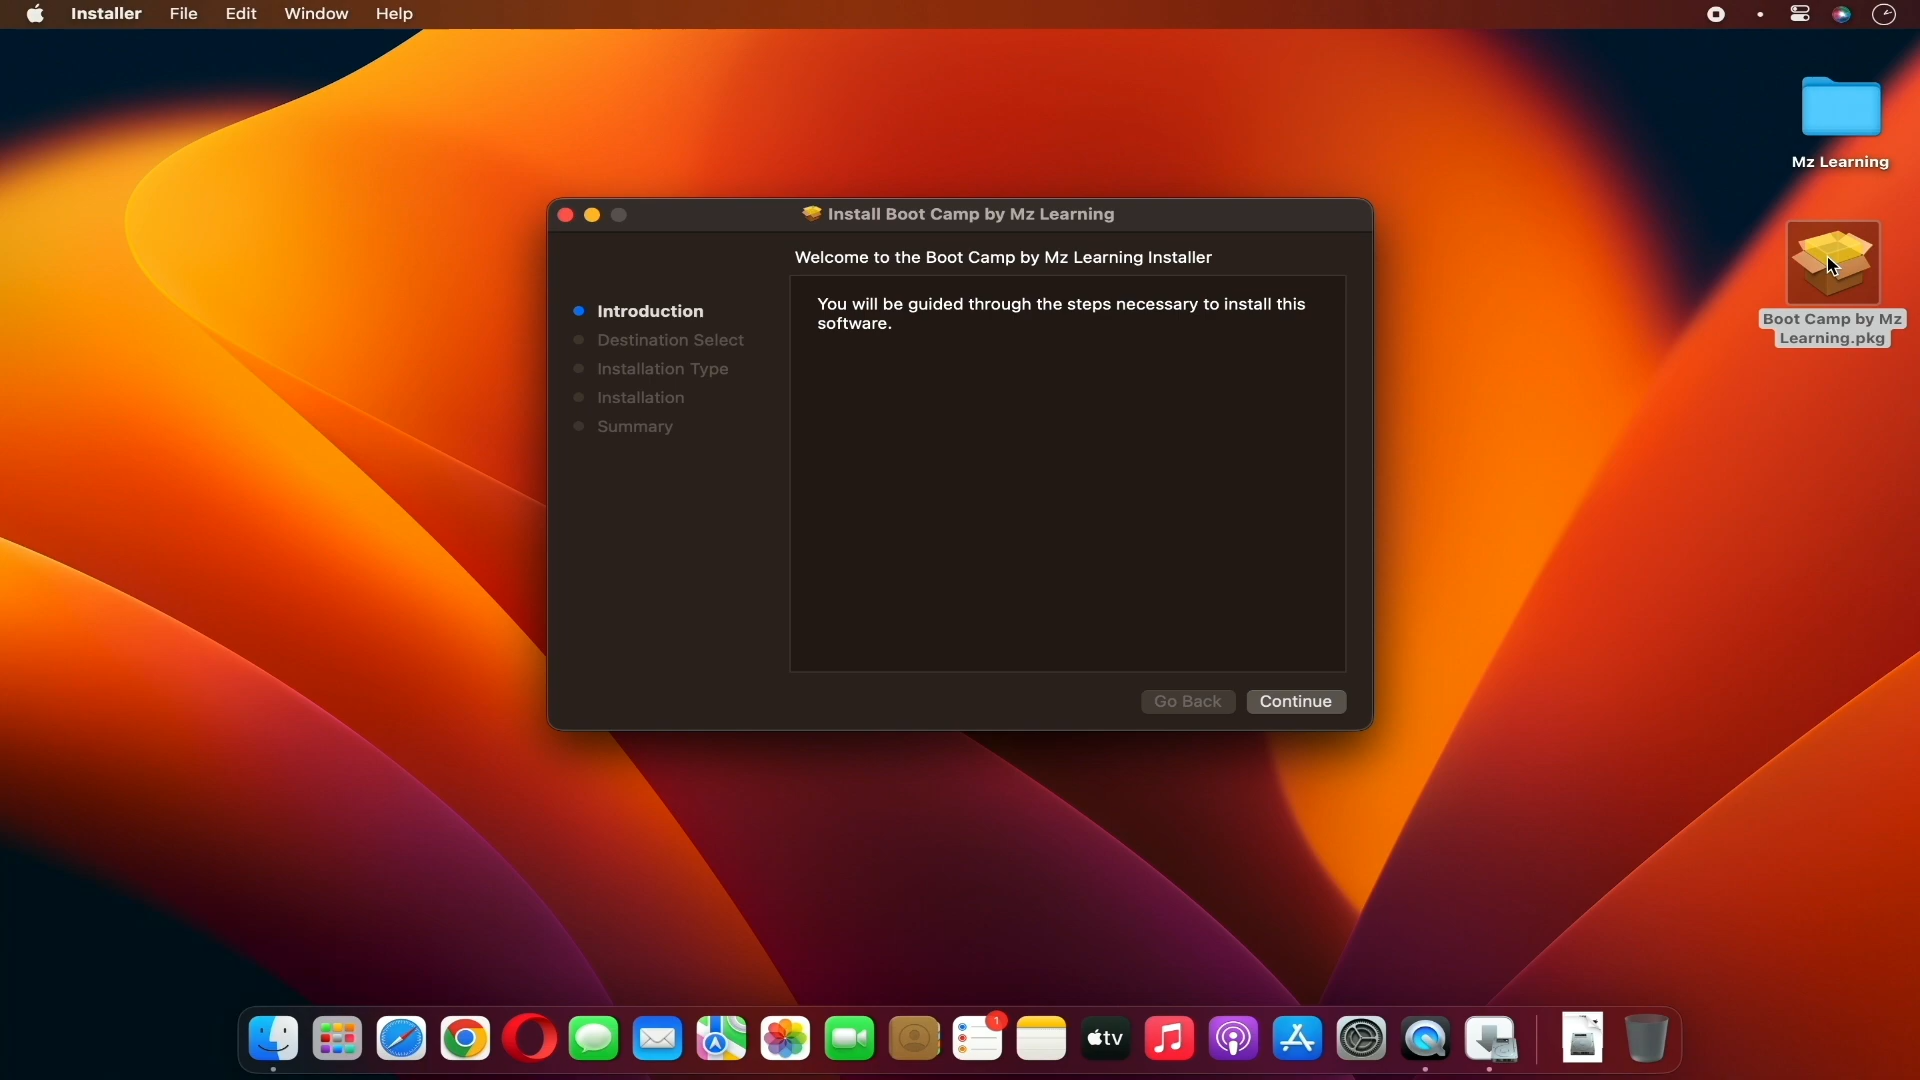 Installer File Edit Window Help
Mz Learning
Boot Camp by Mz
Learning.pkg
Install Boot Camp by Mz Learning
Welcome to the Boot Camp by Mz Learning Installer
Introduction
Destination Select
Installation Type
Installation
Summary
You will be guided through the steps necessary to install this
software.
Go Back Continue
1
tv